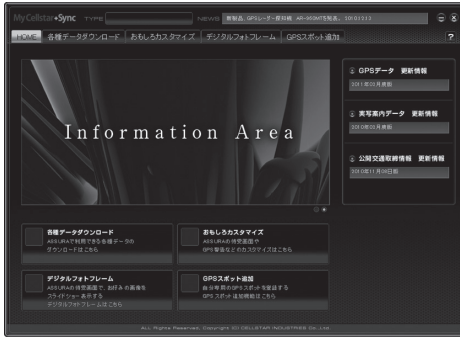 My Cellstar★Sync TYPE NEWS 新製品、GPSレーダー探知機 AR-960MTを発売。 2010.12.13
HOME 各種データダウンロード おもしろカスタマイズ デジタルフォトフレーム GPSスポット追加 ?
Information Area
GPSデータ 更新情報
2011年02月度版
実写案内データ 更新情報
2010年03月度版
公開交通取締情報 更新情報
2010年11月08日版
各種データダウンロード
ASSURAで利用できる各種データの
ダウンロードはこちら
おもしろカスタマイズ
ASSURAの待受画面や
GPS警告などのカスタマイズはこちら
デジタルフォトフレーム
ASSURAの待受画面で、お好みの画像を
スライドショー表示する
デジタルフォトフレームはこちら
GPSスポット追加
自分専用のGPSスポットを登録する
GPSスポット追加機能はこちら
ALL Rights Reserved, Copyright (C) CELLSTAR INDUSTRIES Co.,Ltd.